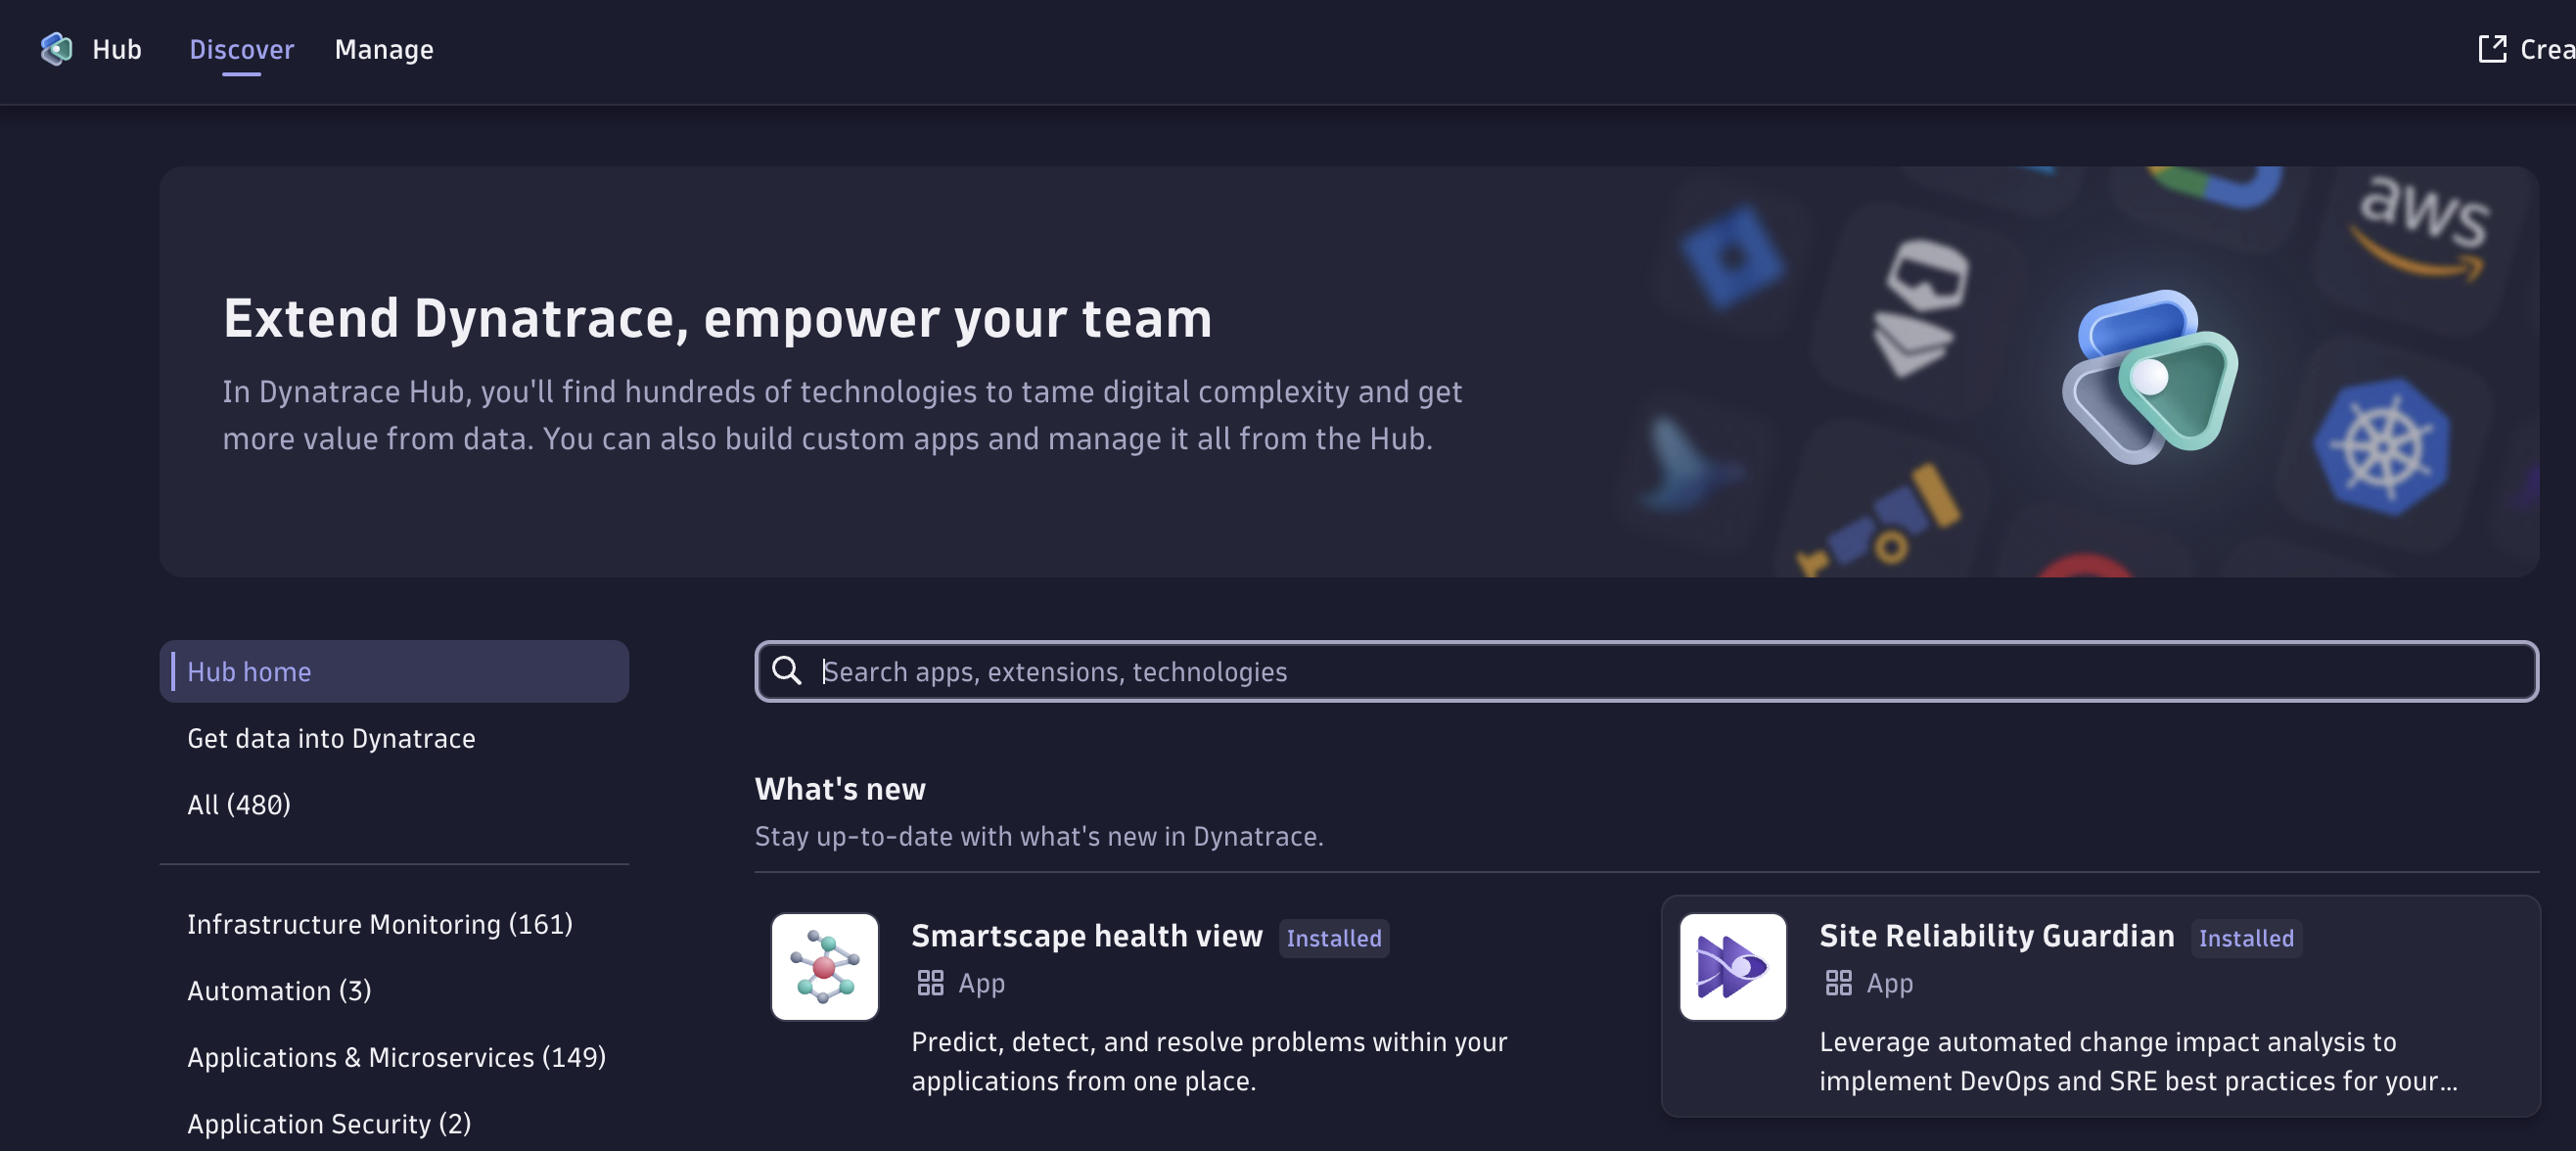 Hub
Discover
Manage
Crea
Extend Dynatrace, empower your team
In Dynatrace Hub, you'll find hundreds of technologies to tame digital complexity and get
more value from data. You can also build custom apps and manage it all from the Hub.
aws
Hub home
Get data into Dynatrace
All (480)
Infrastructure Monitoring (161)
Automation (3)
Applications & Microservices (149)
Application Security (2)
Search apps, extensions, technologies
What's new
Stay up-to-date with what's new in Dynatrace.
Smartscape health view Installed
App
Predict, detect, and resolve problems within your
applications from one place.
Site Reliability Guardian Installed
App
Leverage automated change impact analysis to
implement DevOps and SRE best practices for your...